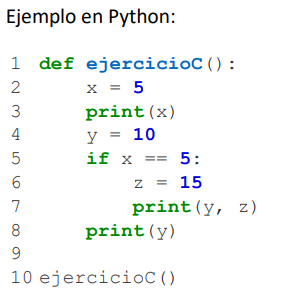 Ejemplo en Python:
1 def ejercicioC():
2     x = 5
3     print(x)
4     y = 10
5     if x == 5:
6         z = 15
7         print(y, z)
8     print(y)
9
10 ejercicioC()